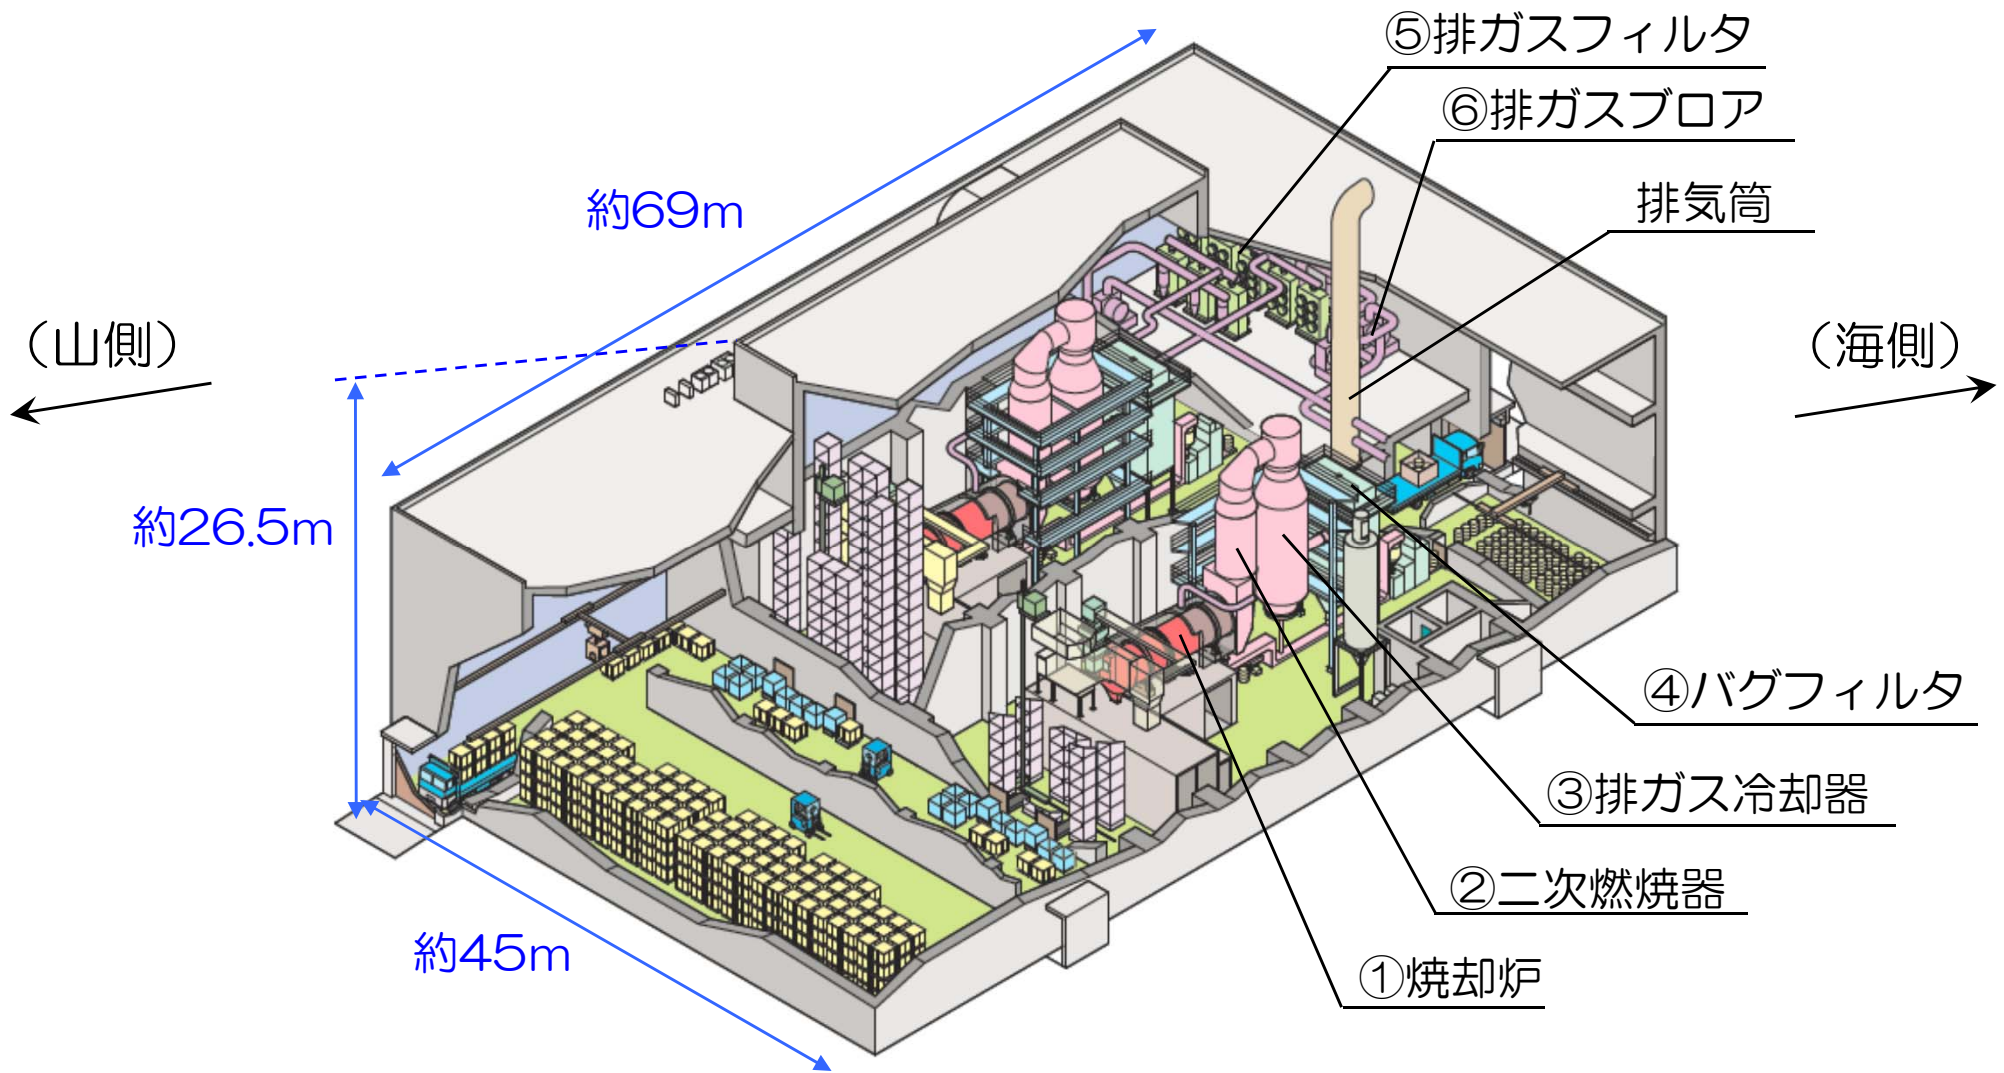 ⑤排ガスフィルタ
⑥排ガスブロア
排気筒
約69m
（山側）
（海側）
約26.5m
④バグフィルタ
③排ガス冷却器
②二次燃焼器
約45m
①焼却炉